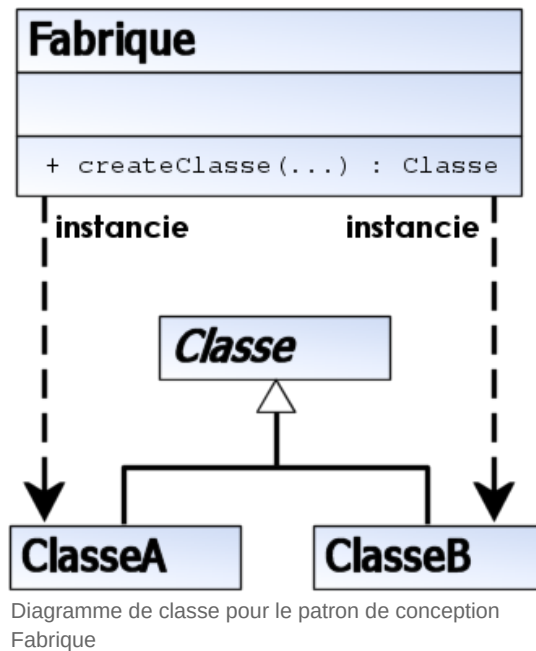 Fabrique
+ createClasse(...) : Classe
instancie instancie
Classe
ClasseA ClasseB
Diagramme de classe pour le patron de conception
Fabrique